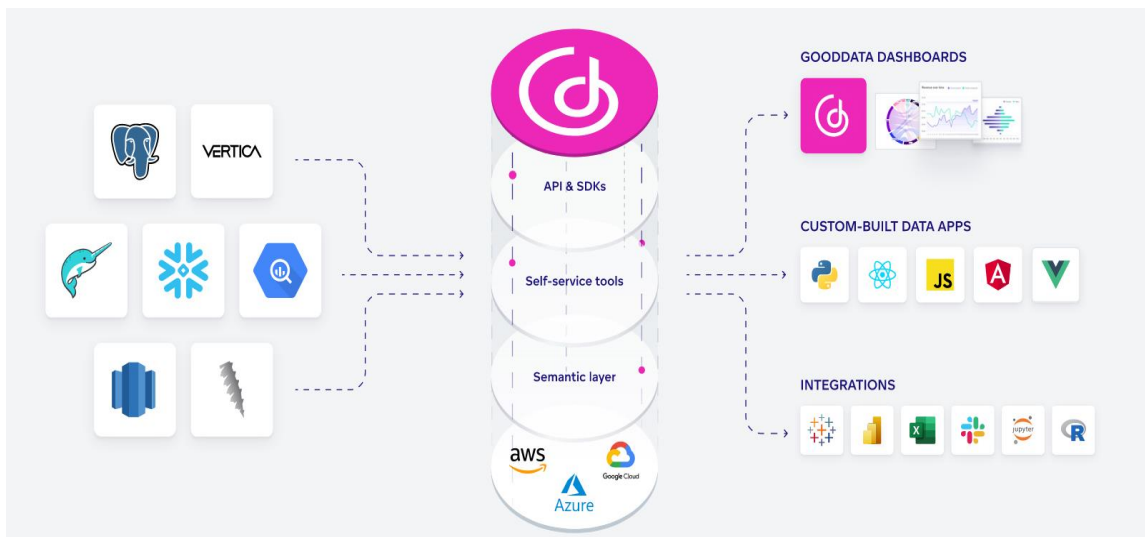 VERTICA
API & SDKs
Self-service tools
Semantic layer
aws
Google Cloud
Azure
GOODDATA DASHBOARDS
CUSTOM-BUILT DATA APPS
JS
A
INTEGRATIONS
X
jupyter
R